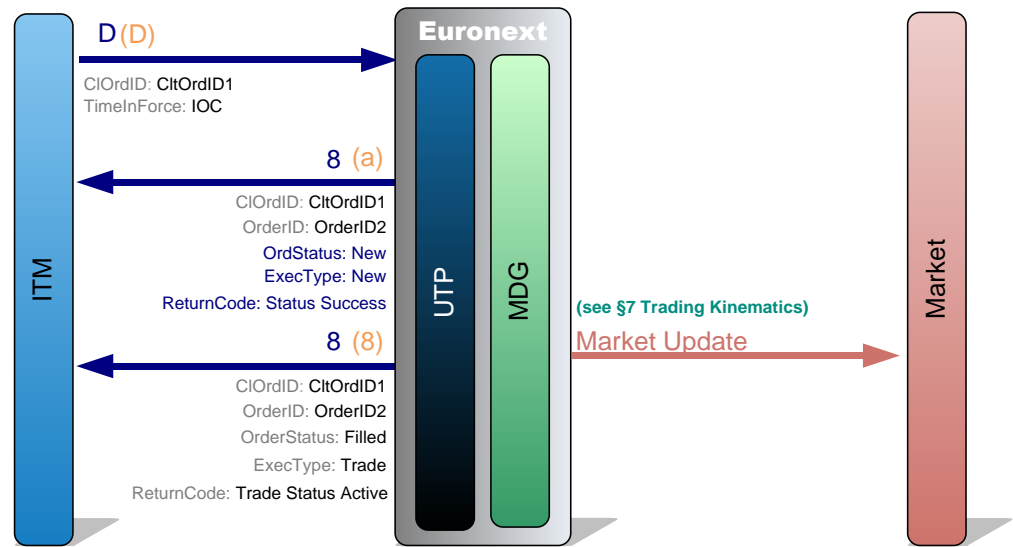 Euronext
D (D)
ClOrdID: CltOrdID1
TimeInForce: IOC
8 (a)
ClOrdID: CltOrdID1
OrderID: OrderID2
OrdStatus: New
ExecType: New
ReturnCode: Status Success
8 (8)
ClOrdID: CltOrdID1
OrderID: OrderID2
OrderStatus: Filled
ExecType: Trade
ReturnCode: Trade Status Active
ITM
UTP
MDG
(see §7 Trading Kinematics)
Market Update
Market